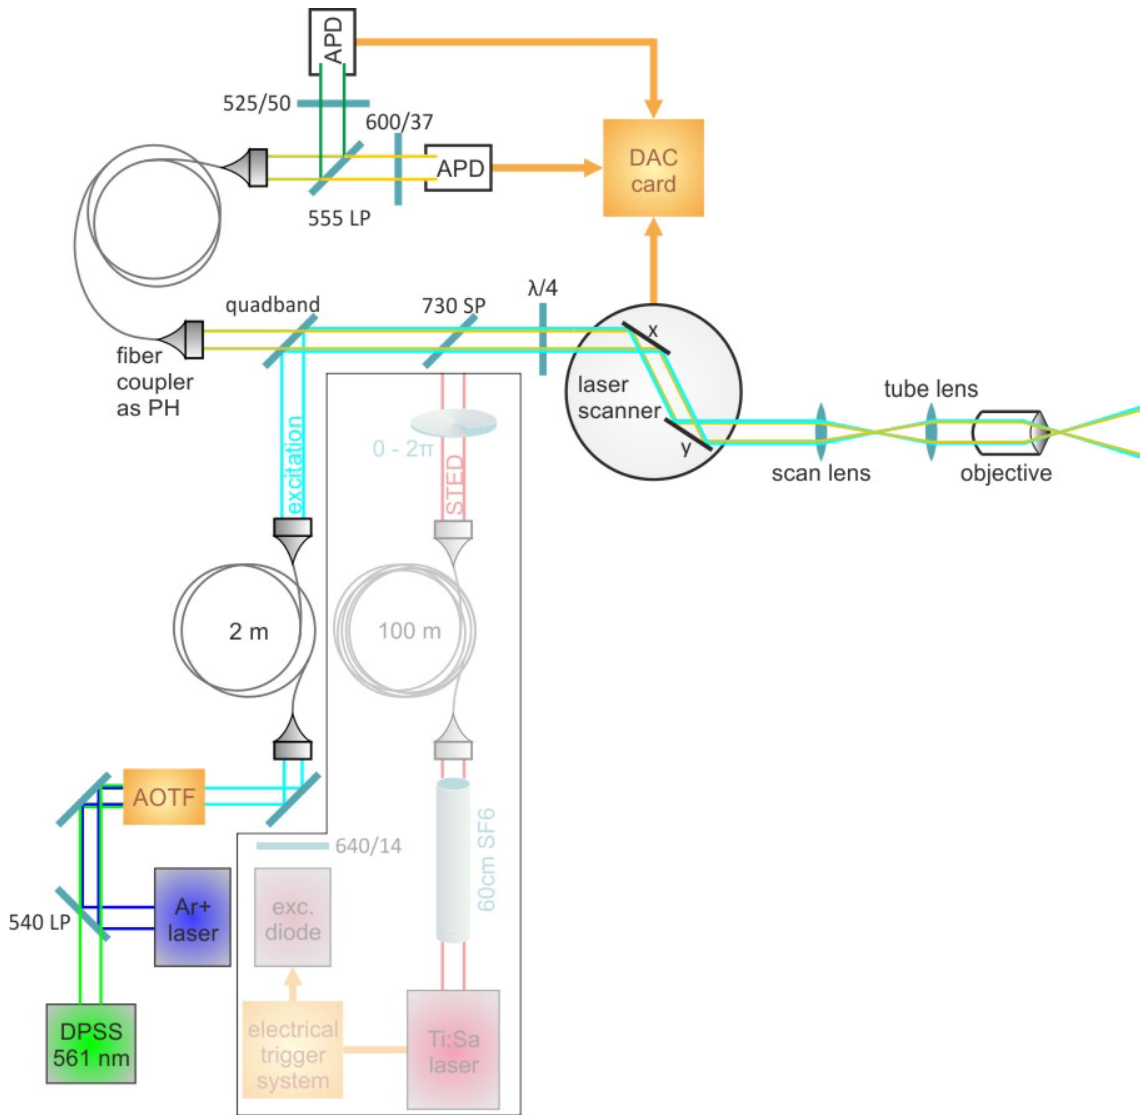 APD
525/50
600/37
APD
DAC
card
555 LP
quadband
730 SP
λ/4
x
fiber
coupler
as PH
laser
scanner
y
tube lens
scan lens
objective
excitation
0 - 2π
STED
2 m
100 m
AOTF
640/14
60cm SF6
540 LP
Ar+
laser
exc.
diode
DPSS
561 nm
electrical
trigger
system
Ti:Sa
laser